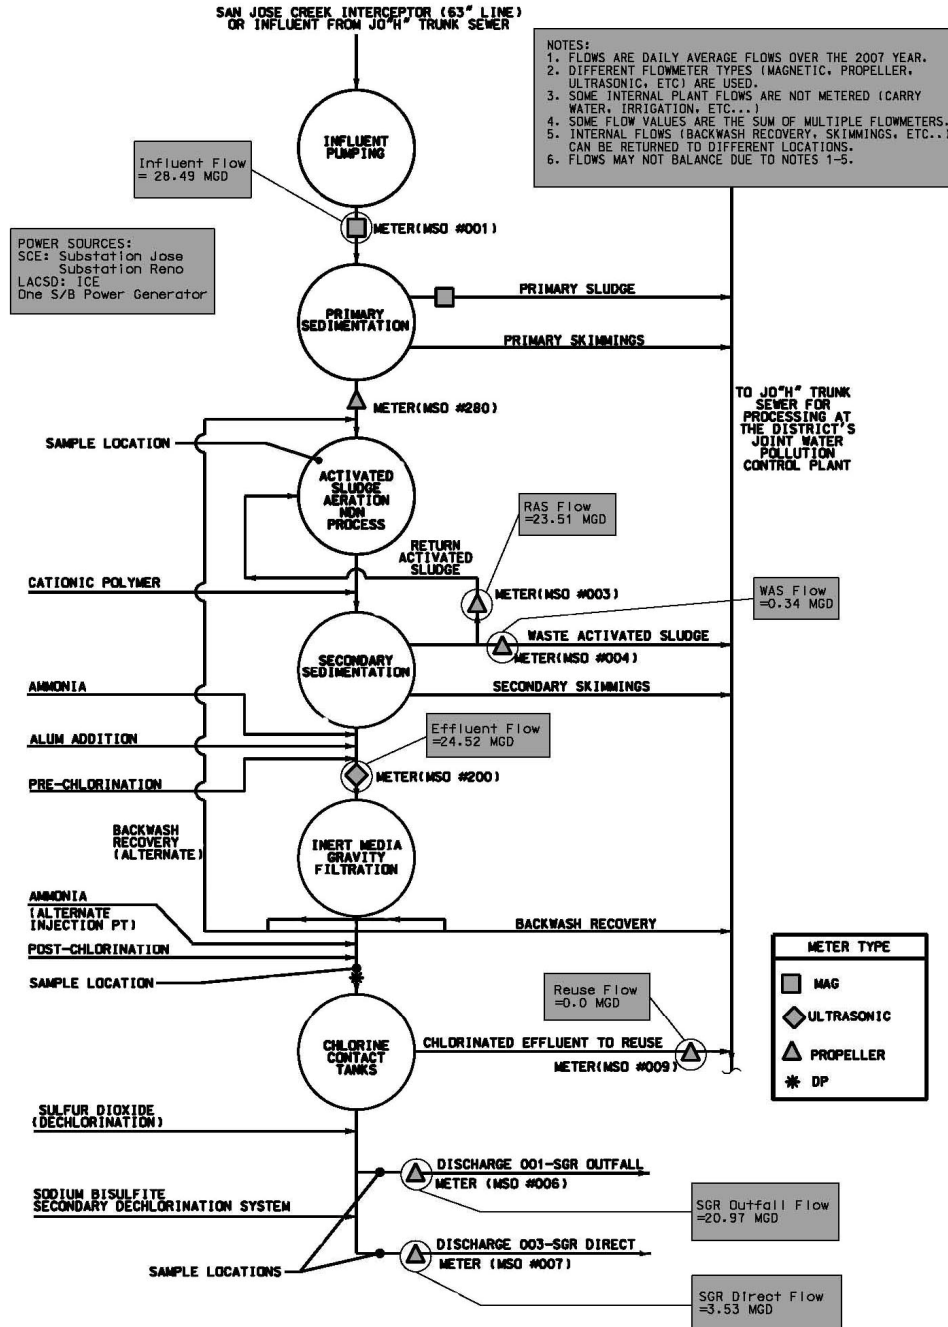 SAN JOSE CREEK INTERCEPTOR (63" LINE)
OR INFLUENT FROM JO"H" TRUNK SEWER
NOTES:
1. FLOWS ARE DAILY AVERAGE FLOWS OVER THE 2007 YEAR.
2. DIFFERENT FLOWMETER TYPES (MAGNETIC, PROPELLER,
ULTRASONIC, ETC) ARE USED.
3. SOME INTERNAL PLANT FLOWS ARE NOT METERED (CARRY
WATER, IRRIGATION, ETC...)
4. SOME FLOW VALUES ARE THE SUM OF MULTIPLE FLOWMETERS.
5. INTERNAL FLOWS (BACKWASH RECOVERY, SKIMMINGS, ETC..)
CAN BE RETURNED TO DIFFERENT LOCATIONS.
6. FLOWS MAY NOT BALANCE DUE TO NOTES 1-5.
INFLUENT
PUMPING
Influent Flow
= 28.49 MGD
METER(MSO #001)
POWER SOURCES:
SCE: Substation Jose
Substation Reno
LACSD: ICE
One S/B Power Generator
PRIMARY SLUDGE
PRIMARY
SEDIMENTATION
PRIMARY SKIMMINGS
METER(MSO #280)
TO JO"H" TRUNK
SEWER FOR
PROCESSING AT
THE DISTRICT'S
JOINT WATER
POLLUTION
CONTROL PLANT
SAMPLE LOCATION
ACTIVATED
SLUDGE
AERATION
NDN
PROCESS
RAS Flow
=23.51 MGD
RETURN
ACTIVATED
SLUDGE
CATIONIC POLYMER
METER(MSO #003)
WAS Flow
=0.34 MGD
WASTE ACTIVATED SLUDGE
METER(MSO #004)
SECONDARY
SEDIMENTATION
SECONDARY SKIMMINGS
AMMONIA
Effluent Flow
=24.52 MGD
ALUM ADDITION
METER(MSO #200)
PRE-CHLORINATION
BACKWASH
RECOVERY
(ALTERNATE)
INERT MEDIA
GRAVITY
FILTRATION
AMMONIA
(ALTERNATE
INJECTION PT)
BACKWASH RECOVERY
POST-CHLORINATION
SAMPLE LOCATION
METER TYPE
MAG
ULTRASONIC
PROPELLER
DP
Reuse Flow
=0.0 MGD
CHLORINE
CONTACT
TANKS
CHLORINATED EFFLUENT TO REUSE
METER(MSO #009)
SULFUR DIOXIDE
(DECHLORINATION)
DISCHARGE 001-SGR OUTFALL
METER (MSO #006)
SODIUM BISULFITE
SECONDARY DECHLORINATION SYSTEM
SGR Outfall Flow
=20.97 MGD
DISCHARGE 003-SGR DIRECT
METER (MSO #007)
SAMPLE LOCATIONS
SGR Direct Flow
=3.53 MGD